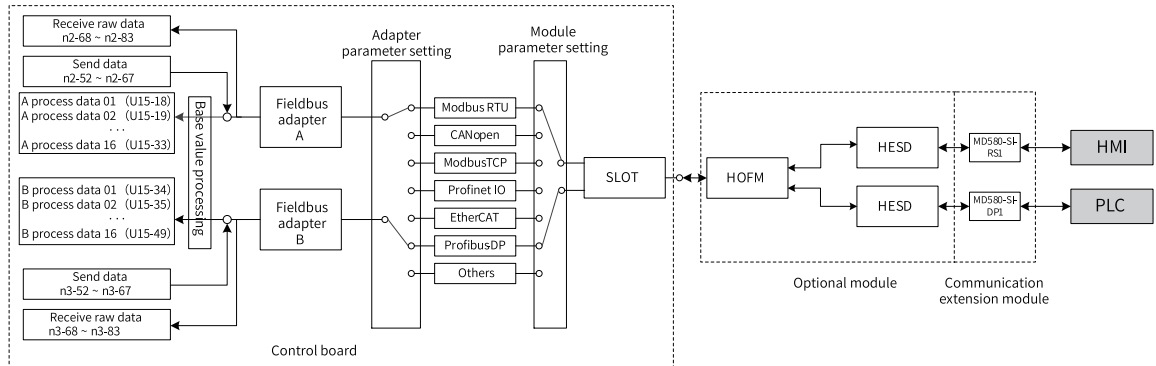 Receive raw data
n2-68 ~ n2-83
Send data
n2-52 ~ n2-67
A process data 01 (U15-18)
A process data 02 (U15-19)
...
A process data 16 (U15-33)
B process data 01 (U15-34)
B process data 02 (U15-35)
...
B process data 16 (U15-49)
Send data
n3-52 ~ n3-67
Receive raw data
n3-68 ~ n3-83
Base value processing
Fieldbus
adapter
A
Fieldbus
adapter
B
Adapter
parameter setting
Module
parameter setting
Modbus RTU
CANopen
ModbusTCP
Profinet IO
EtherCAT
ProfibusDP
Others
Control board
SLOT
HOFM
HESD
HESD
Optional module
MD580-SI-
RS1
MD580-SI-
DP1
Communication
extension module
HMI
PLC